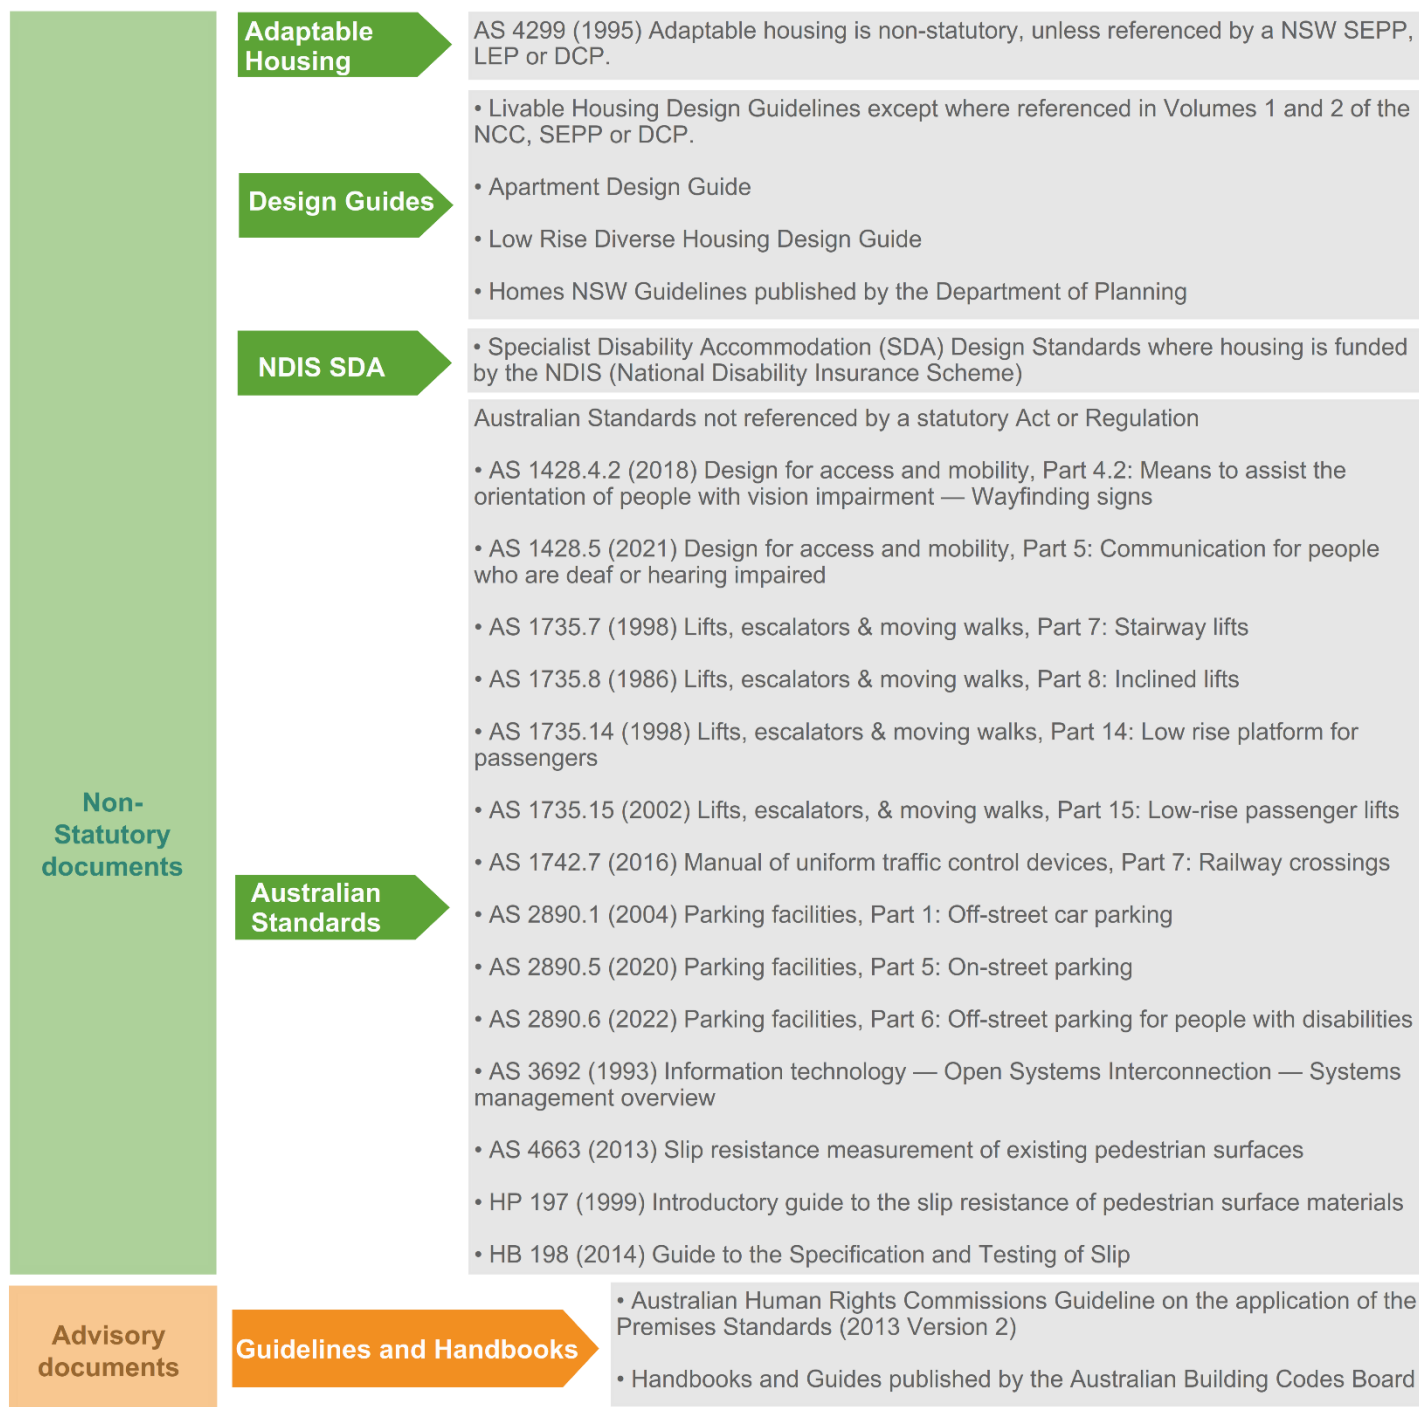 Adaptable
Housing
AS 4299 (1995) Adaptable housing is non-statutory, unless referenced by a NSW SEPP,
LEP or DCP.
• Livable Housing Design Guidelines except where referenced in Volumes 1 and 2 of the
NCC, SEPP or DCP.
• Apartment Design Guide
Design Guides
• Low Rise Diverse Housing Design Guide
• Homes NSW Guidelines published by the Department of Planning
NDIS SDA
• Specialist Disability Accommodation (SDA) Design Standards where housing is funded
by the NDIS (National Disability Insurance Scheme)
Australian Standards not referenced by a statutory Act or Regulation
• AS 1428.4.2 (2018) Design for access and mobility, Part 4.2: Means to assist the
orientation of people with vision impairment — Wayfinding signs
• AS 1428.5 (2021) Design for access and mobility, Part 5: Communication for people
who are deaf or hearing impaired
• AS 1735.7 (1998) Lifts, escalators & moving walks, Part 7: Stairway lifts
• AS 1735.8 (1986) Lifts, escalators & moving walks, Part 8: Inclined lifts
• AS 1735.14 (1998) Lifts, escalators & moving walks, Part 14: Low rise platform for
passengers
• AS 1735.15 (2002) Lifts, escalators, & moving walks, Part 15: Low-rise passenger lifts
Non-
Statutory
documents
• AS 1742.7 (2016) Manual of uniform traffic control devices, Part 7: Railway crossings
Australian
Standards
• AS 2890.1 (2004) Parking facilities, Part 1: Off-street car parking
• AS 2890.5 (2020) Parking facilities, Part 5: On-street parking
• AS 2890.6 (2022) Parking facilities, Part 6: Off-street parking for people with disabilities
• AS 3692 (1993) Information technology — Open Systems Interconnection — Systems
management overview
• AS 4663 (2013) Slip resistance measurement of existing pedestrian surfaces
• HP 197 (1999) Introductory guide to the slip resistance of pedestrian surface materials
• HB 198 (2014) Guide to the Specification and Testing of Slip
Advisory
documents
Guidelines and Handbooks
• Australian Human Rights Commissions Guideline on the application of the
Premises Standards (2013 Version 2)
• Handbooks and Guides published by the Australian Building Codes Board